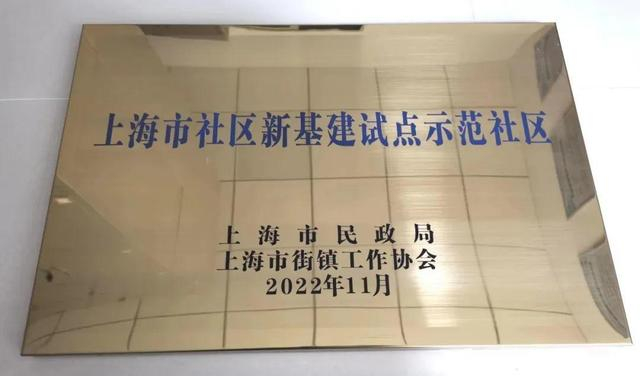 上海市社区新基建试点示范社区
上海市民政局
上海市街镇工作协会
2022年11月